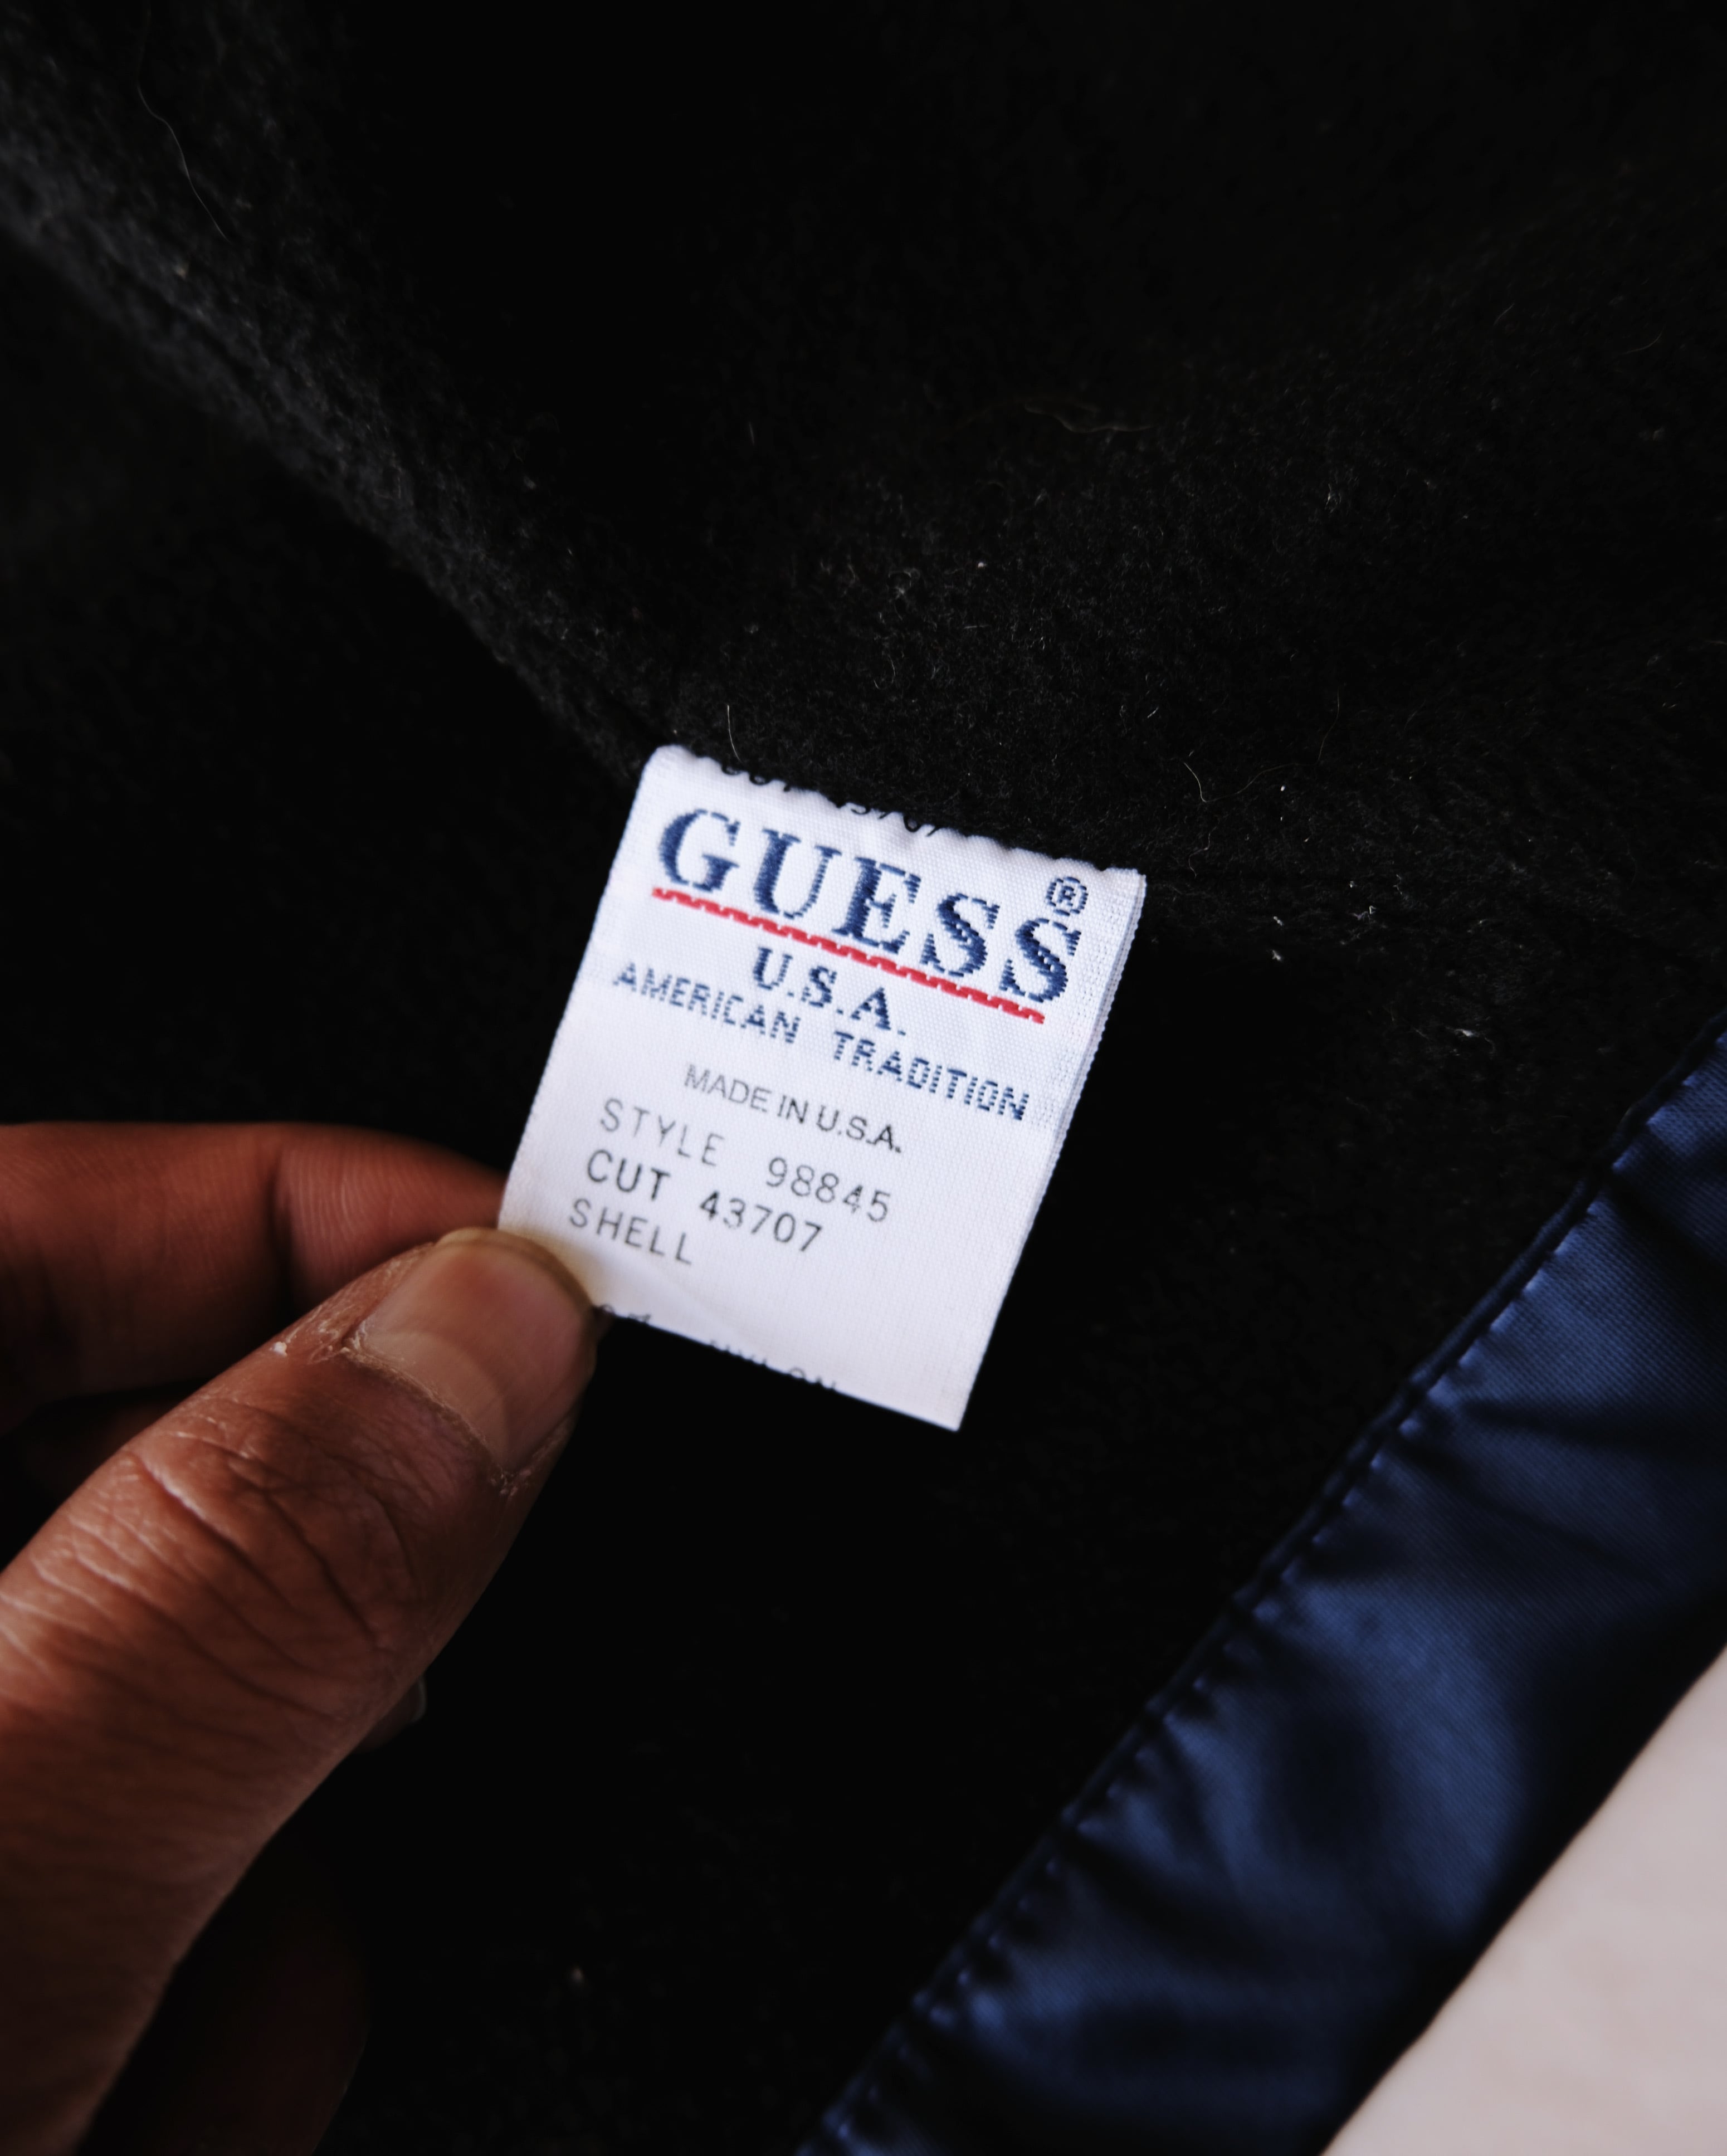 GUESS®
U.S.A.
AMERICAN TRADITION
MADE IN U.S.A.
STYLE 98845
CUT 43707
SHELL